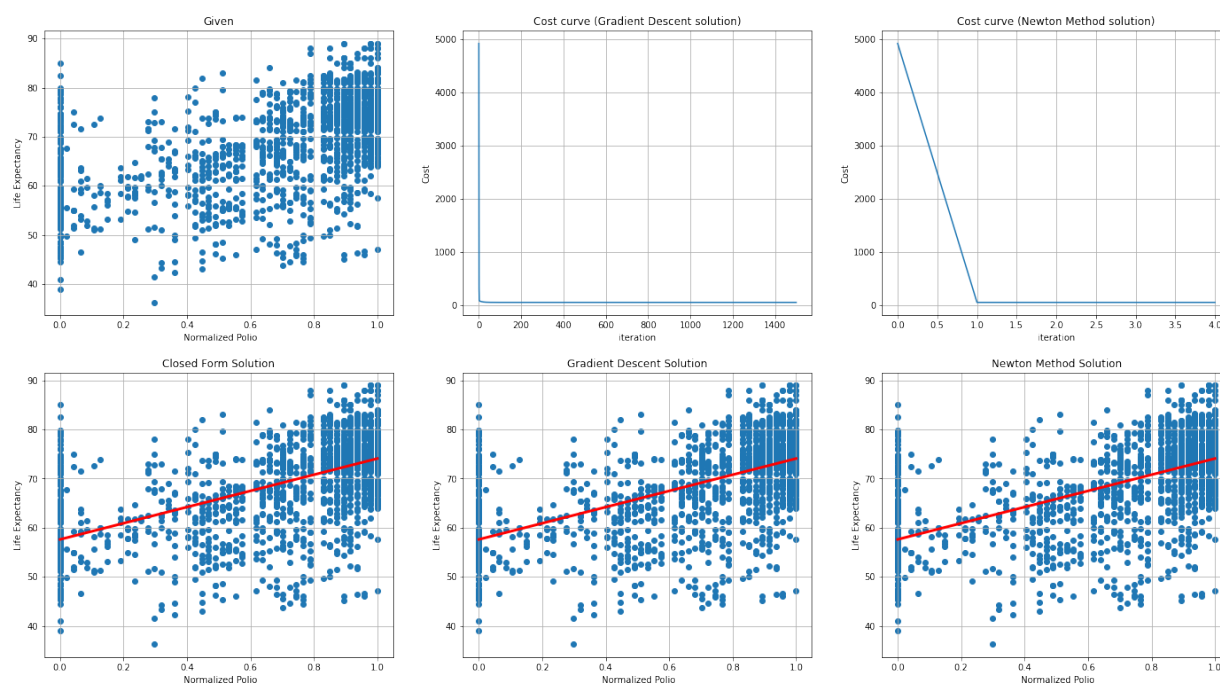 Given
Cost curve (Gradient Descent solution)
Cost curve (Newton Method solution)
90
80
70
60
50
40
Life Expectancy
0.0 0.2 0.4 0.6 0.8 1.0
Normalized Polio
5000
4000
3000
2000
1000
0
Cost
0 200 400 600 800 1000 1200 1400
iteration
5000
4000
3000
2000
1000
0
Cost
0.0 0.5 1.0 1.5 2.0 2.5 3.0 3.5 4.0
iteration
Closed Form Solution
Gradient Descent Solution
Newton Method Solution
90
80
70
60
50
40
Life Expectancy
0.0 0.2 0.4 0.6 0.8 1.0
Normalized Polio
90
80
70
60
50
40
Life Expectancy
0.0 0.2 0.4 0.6 0.8 1.0
Normalized Polio
90
80
70
60
50
40
Life Expectancy
0.0 0.2 0.4 0.6 0.8 1.0
Normalized Polio